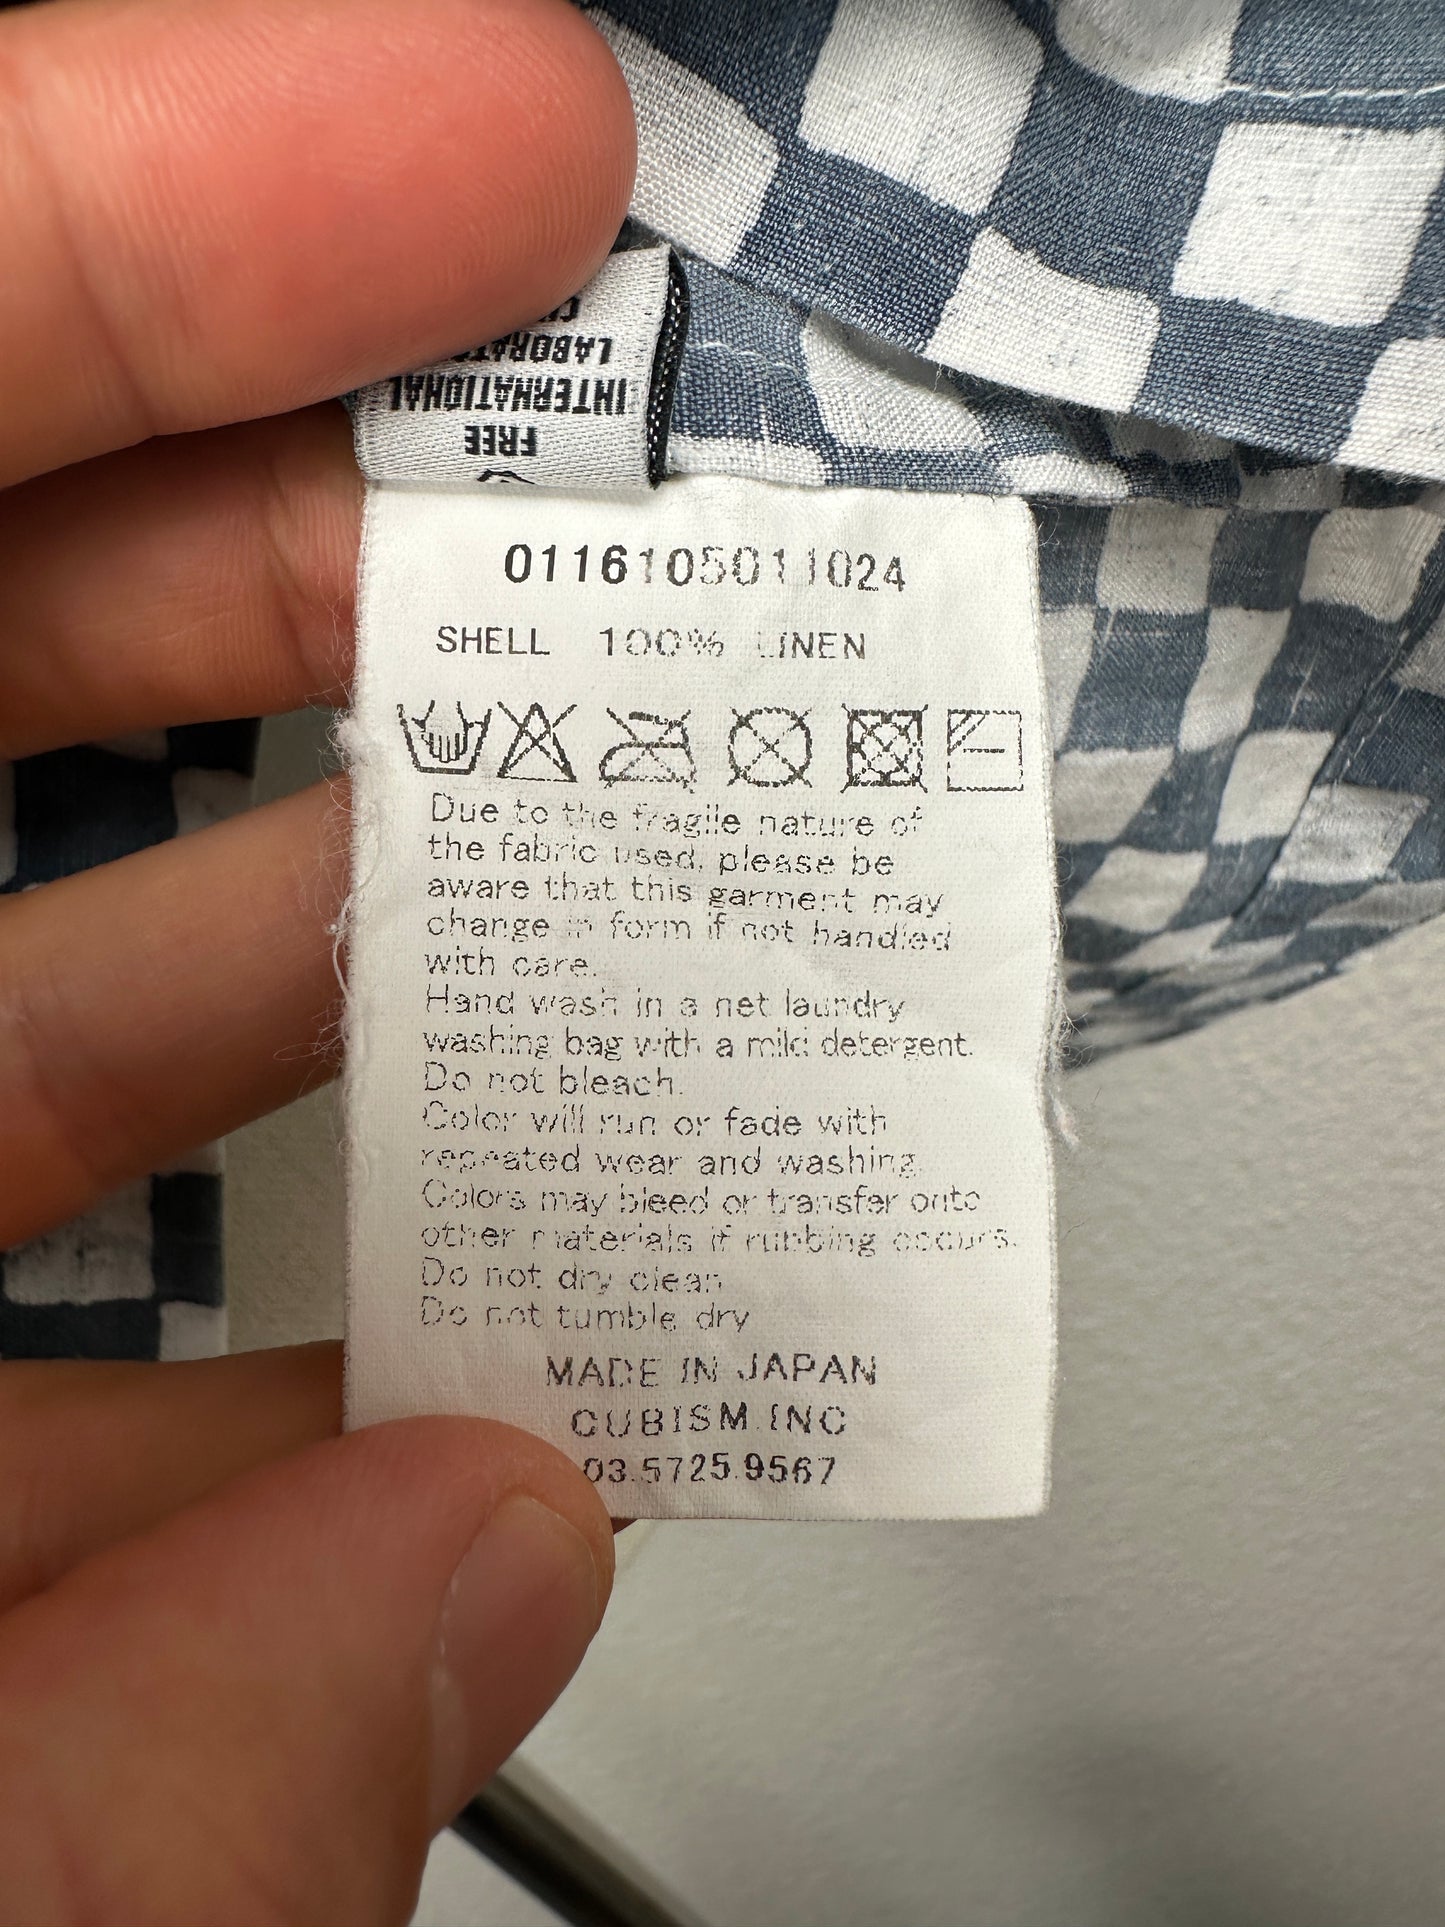 LABORATO
INTERNATIONAL
FREE
0116105011024
SHELL 100% LINEN
Due to the fragile nature of
the fabric used, please be
aware that this garment may
change in form if not handled
with care.
Hand wash in a net laundry
washing bag with a mild detergent.
Do not bleach.
Color will run or fade with
repeated wear and washing.
Colors may bleed or transfer onto
other materials if rubbing occurs.
Do not dry clean
Do not tumble dry
MADE IN JAPAN
CUBISM.INC
03.5725.9567